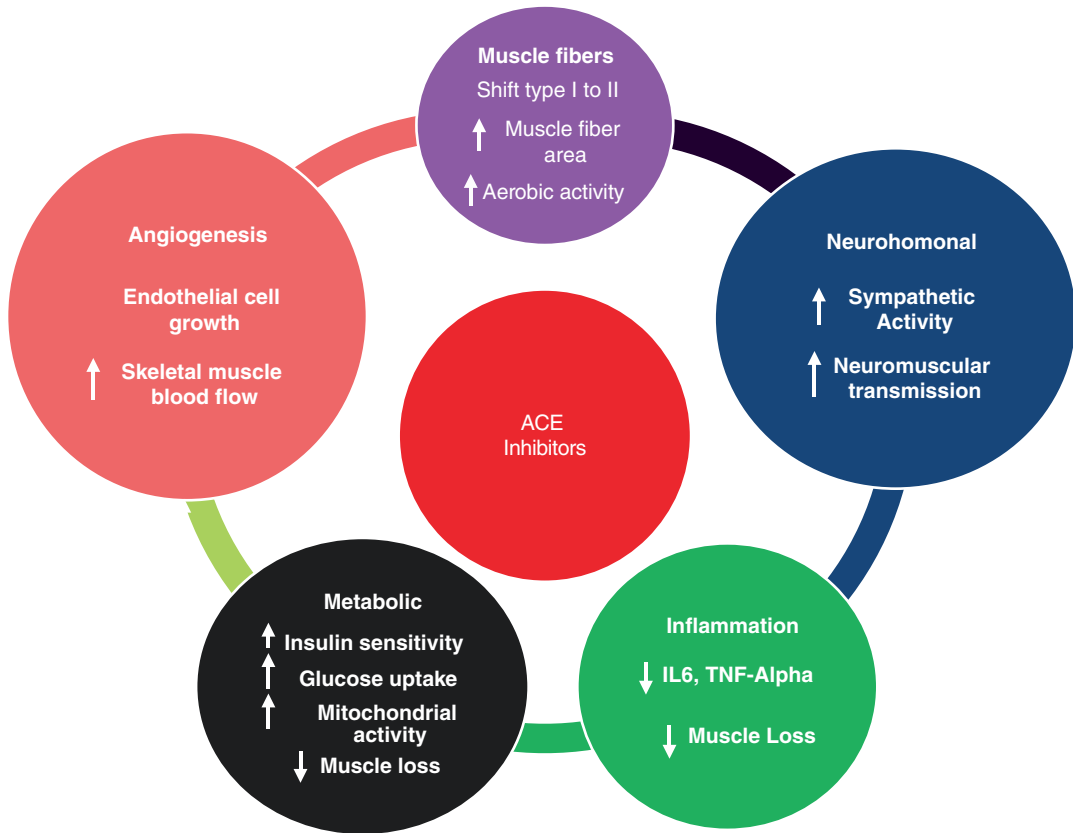 Muscle fibers
Shift type I to II
↑ Muscle fiber
area
↑ Aerobic activity
Neurohomonal
↑ Sympathetic
Activity
↑ Neuromuscular
transmission
Inflammation
↓ IL6, TNF-Alpha
↓ Muscle Loss
Metabolic
↑ Insulin sensitivity
↑ Glucose uptake
↑ Mitochondrial
activity
↓ Muscle loss
Angiogenesis
Endothelial cell
growth
↑ Skeletal muscle
blood flow
ACE
Inhibitors